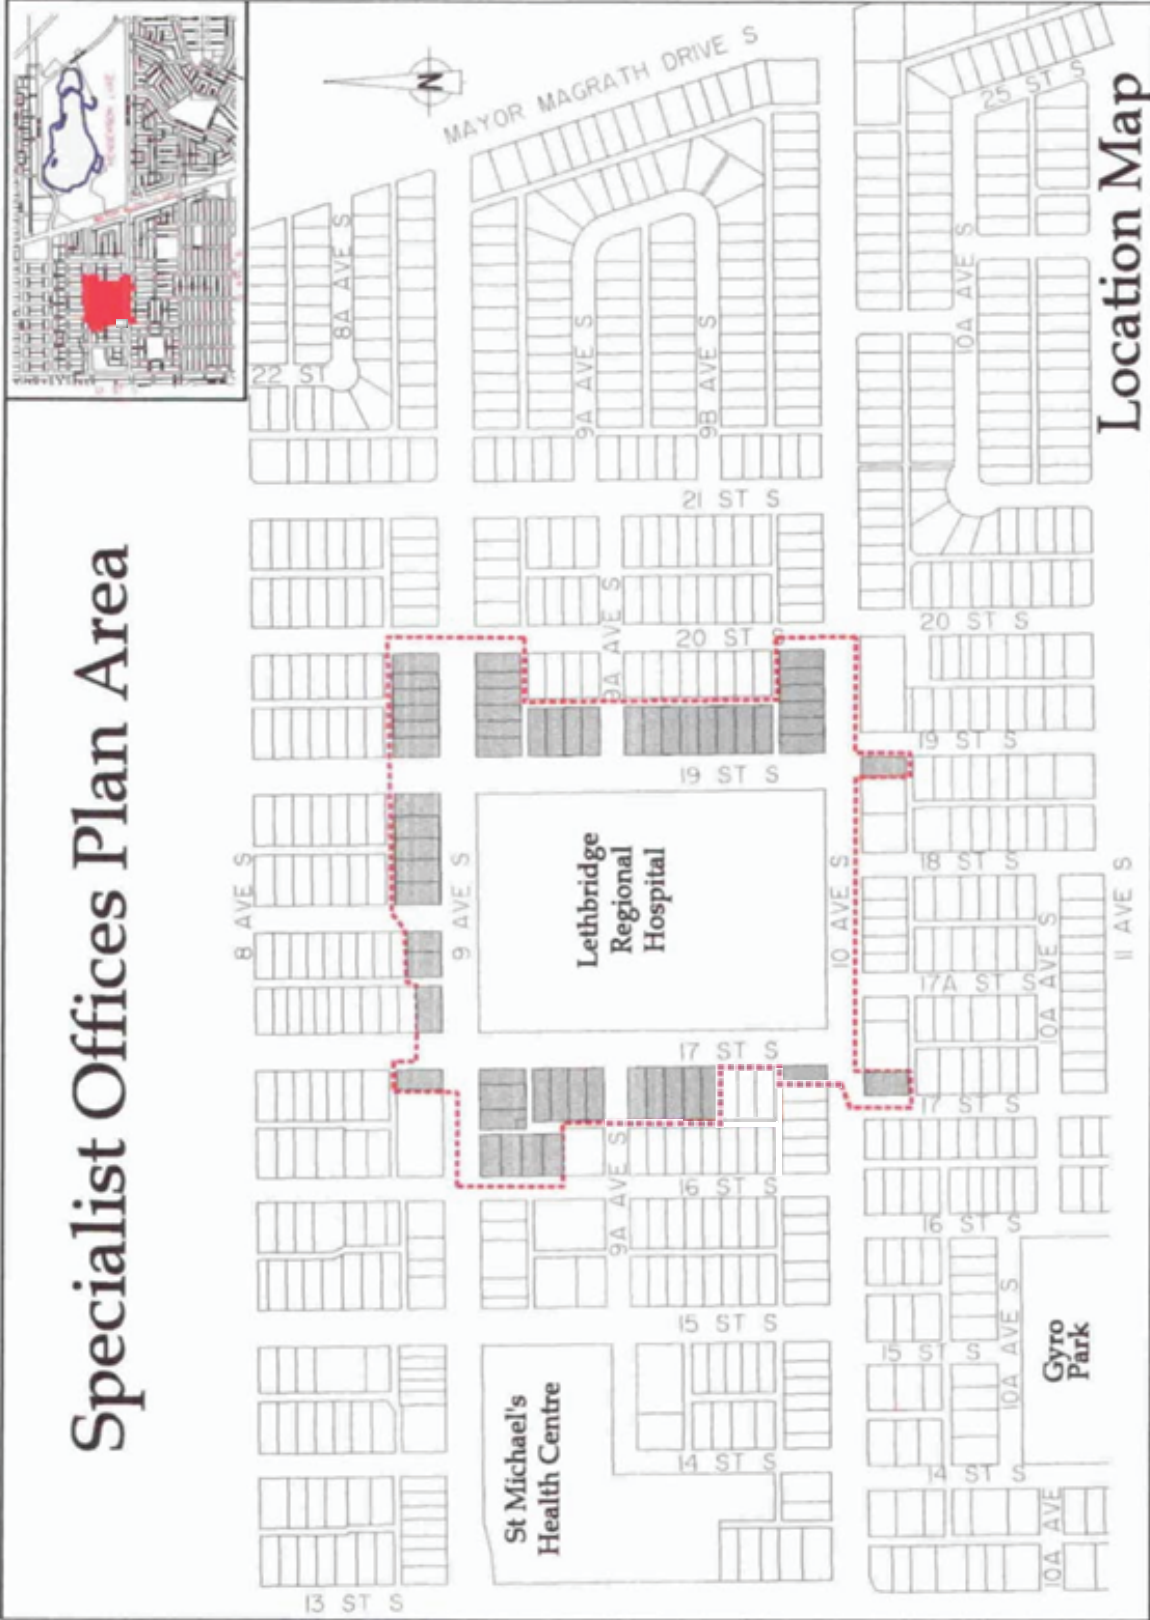 Specialist Offices Plan Area
N
MAYOR MAGRATH DRIVE S
25 ST S
8A AVE S
22 ST
9A AVE S
9B AVE S
10A AVE S
21 ST S
9A AVE S
20 ST S
20 ST S
19 ST S
19 ST S
8 AVE S
9 AVE S
Lethbridge
Regional
Hospital
10 AVE S
18 ST S
17A ST S
10A AVE S
11 AVE S
17 ST S
17 ST S
9A AVE S
16 ST S
16 ST S
15 ST S
15 ST S
10A AVE S
Gyro
Park
St Michael's
Health Centre
14 ST S
14 ST S
10A AVE
13 ST S
Location Map